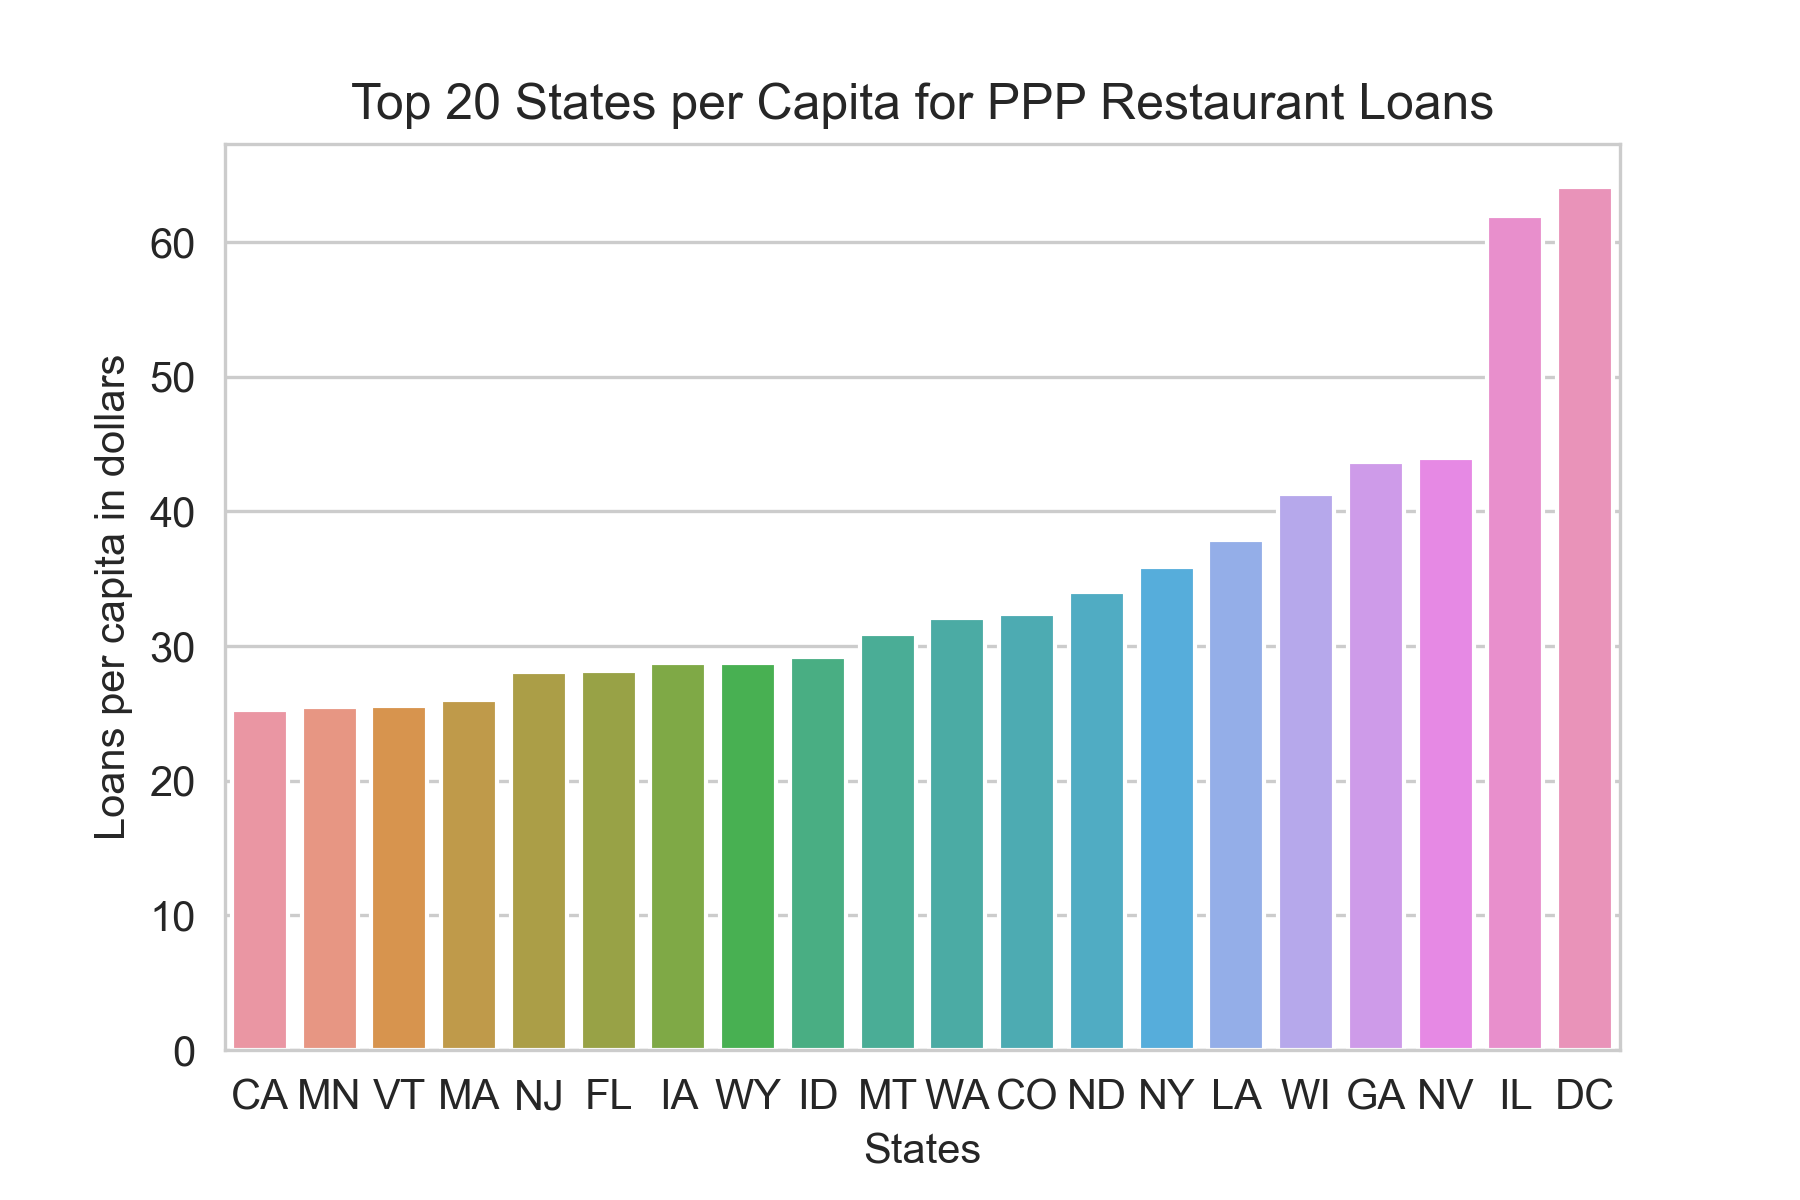 Top 20 States per Capita for PPP Restaurant Loans
Loans per capita in dollars
60
50
40
30
20
10
0
CA MN VT MA NJ FL IA WY ID MT WA CO ND NY LA WI GA NV IL DC
States